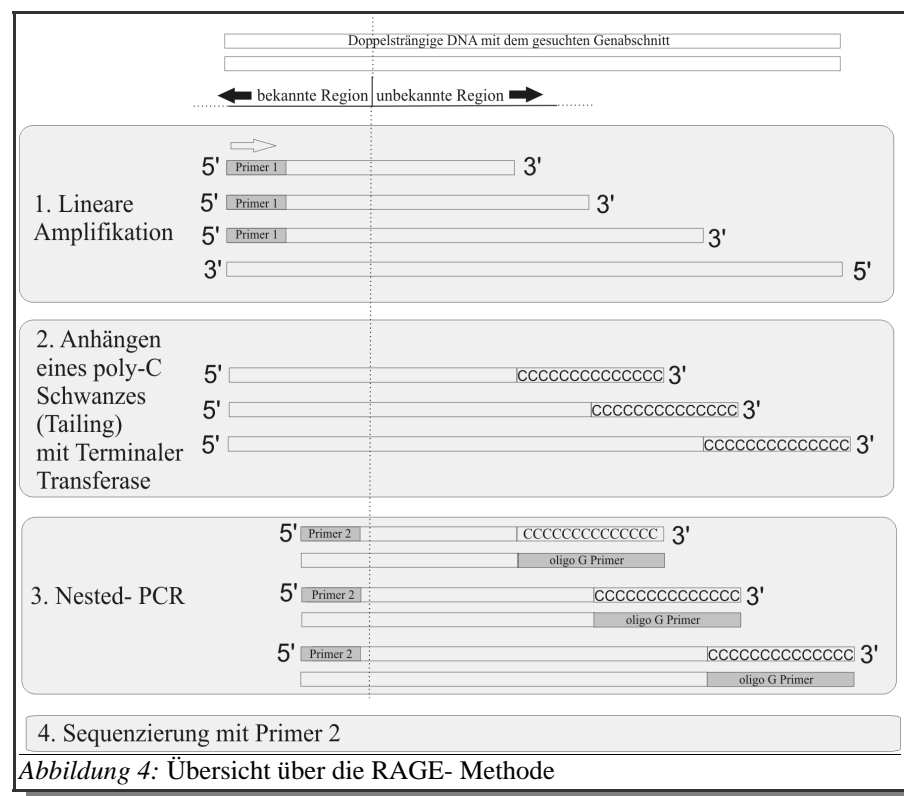 Doppelsträngige DNA mit dem gesuchten Genabschnitt
bekannte Region unbekannte Region
1. Lineare
Amplifikation
5' Primer 1 3'
5' Primer 1 3'
5' Primer 1 3'
3' 5'
2. Anhängen
eines poly-C
Schwanzes
(Tailing)
mit Terminaler
Transferase
5' CCCCCCCCCCCCCC 3'
5' CCCCCCCCCCCCCC 3'
5' CCCCCCCCCCCCCC 3'
3. Nested- PCR
5' Primer 2 CCCCCCCCCCCCCC 3'
oligo G Primer
5' Primer 2 CCCCCCCCCCCCCC 3'
oligo G Primer
5' Primer 2 CCCCCCCCCCCCCC 3'
oligo G Primer
4. Sequenzierung mit Primer 2
Abbildung 4: Übersicht über die RAGE- Methode